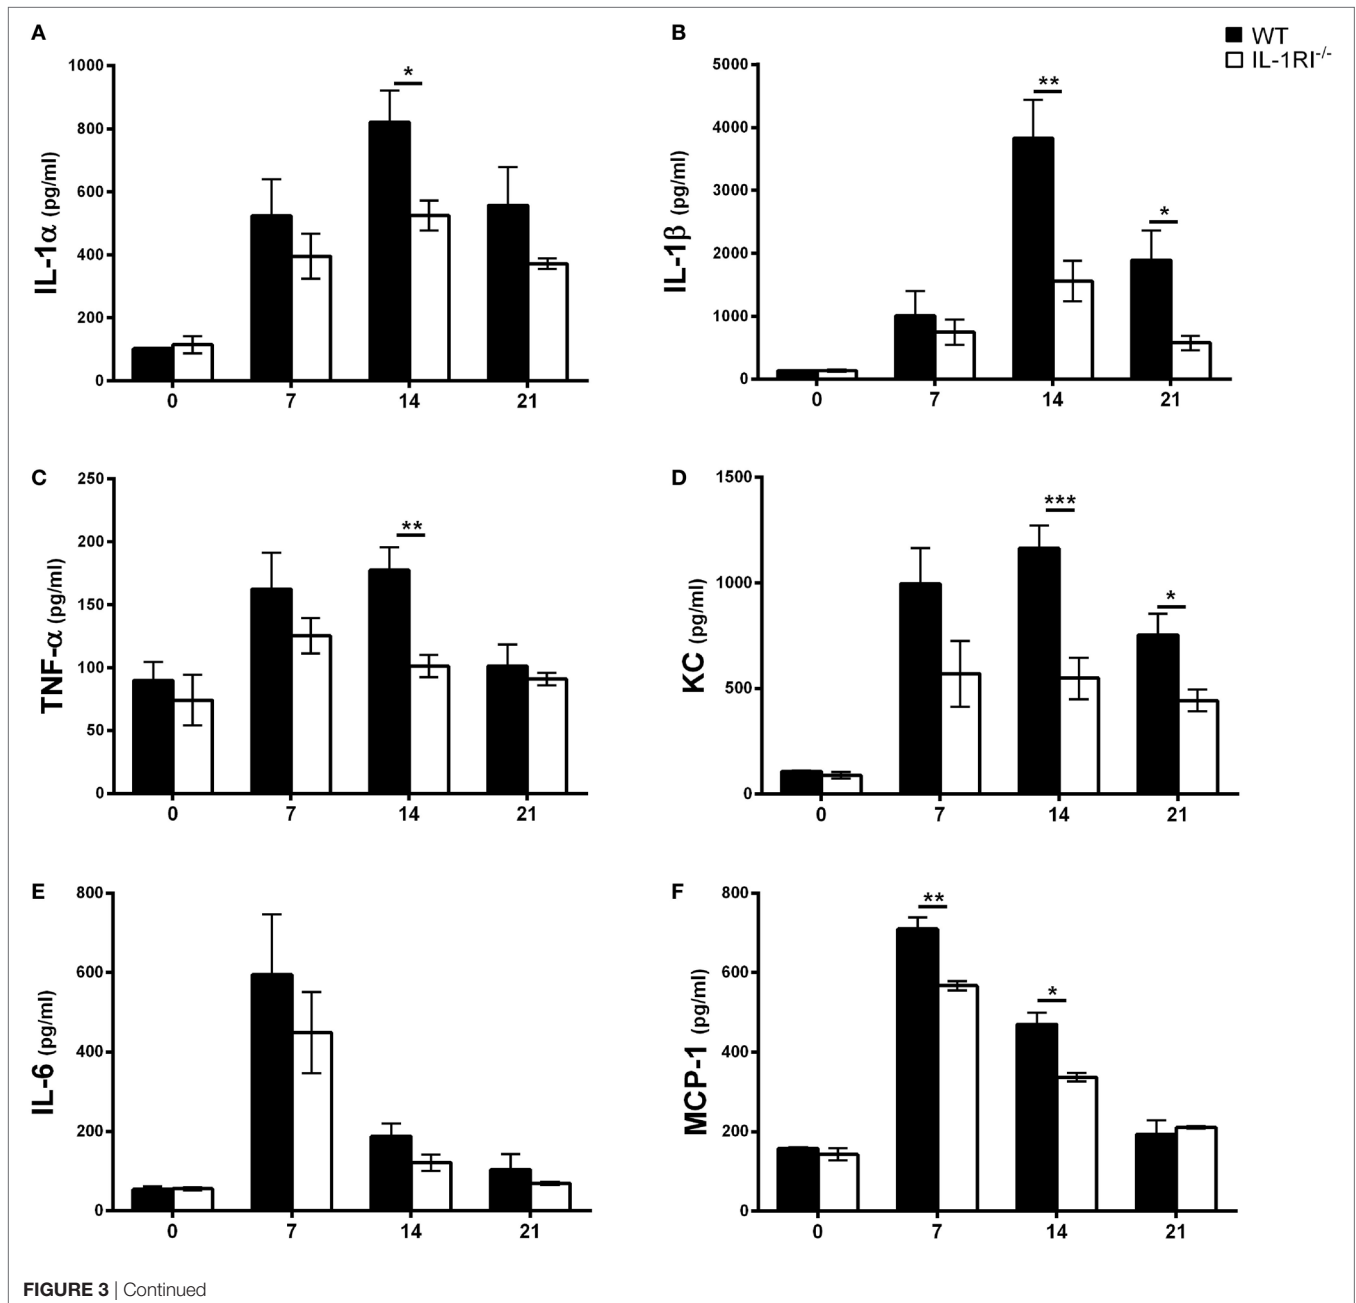 A
B
WT
IL-1RI-/-
IL-1α (pg/ml)
1000
800
600
400
200
0
*
0 7 14 21
IL-1β (pg/ml)
5000
4000
3000
2000
1000
0
**
*
0 7 14 21
C
D
TNF-α (pg/ml)
250
200
150
100
50
0
**
0 7 14 21
KC (pg/ml)
1500
1000
500
0
***
*
0 7 14 21
E
F
IL-6 (pg/ml)
800
600
400
200
0
0 7 14 21
MCP-1 (pg/ml)
800
600
400
200
0
**
*
0 7 14 21
FIGURE 3 | Continued